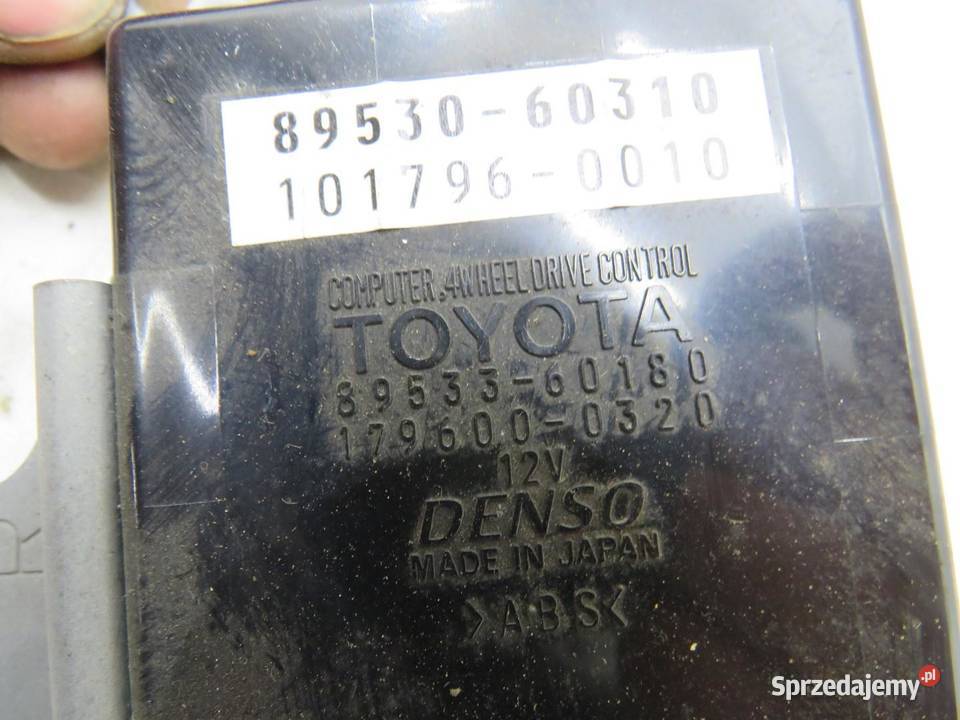 89530-60310
101796-0010
COMPUTER,4WHEEL DRIVE CONTROL
TOYOTA
89533-60180
179600-0320
12V
DENSO
MADE IN JAPAN
>ABS<
R
Sprzedajemy.pl